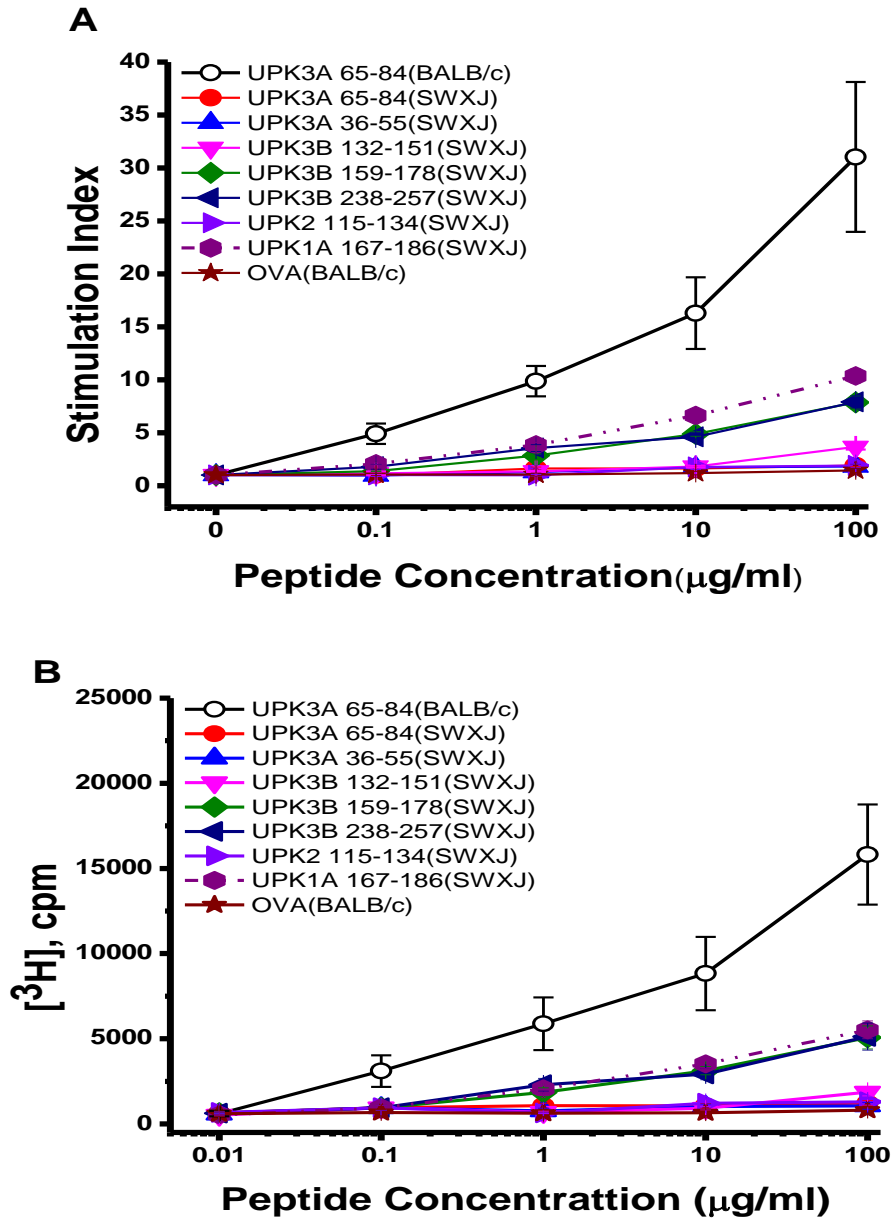 A
Stimulation Index
40
35
30
25
20
15
10
5
0
UPK3A 65-84(BALB/c)
UPK3A 65-84(SWXJ)
UPK3A 36-55(SWXJ)
UPK3B 132-151(SWXJ)
UPK3B 159-178(SWXJ)
UPK3B 238-257(SWXJ)
UPK2 115-134(SWXJ)
UPK1A 167-186(SWXJ)
OVA(BALB/c)
0 0.1 1 10 100
Peptide Concentration(μg/ml)
B
[³H], cpm
25000
20000
15000
10000
5000
0
UPK3A 65-84(BALB/c)
UPK3A 65-84(SWXJ)
UPK3A 36-55(SWXJ)
UPK3B 132-151(SWXJ)
UPK3B 159-178(SWXJ)
UPK3B 238-257(SWXJ)
UPK2 115-134(SWXJ)
UPK1A 167-186(SWXJ)
OVA(BALB/c)
0.01 0.1 1 10 100
Peptide Concentrattion (μg/ml)